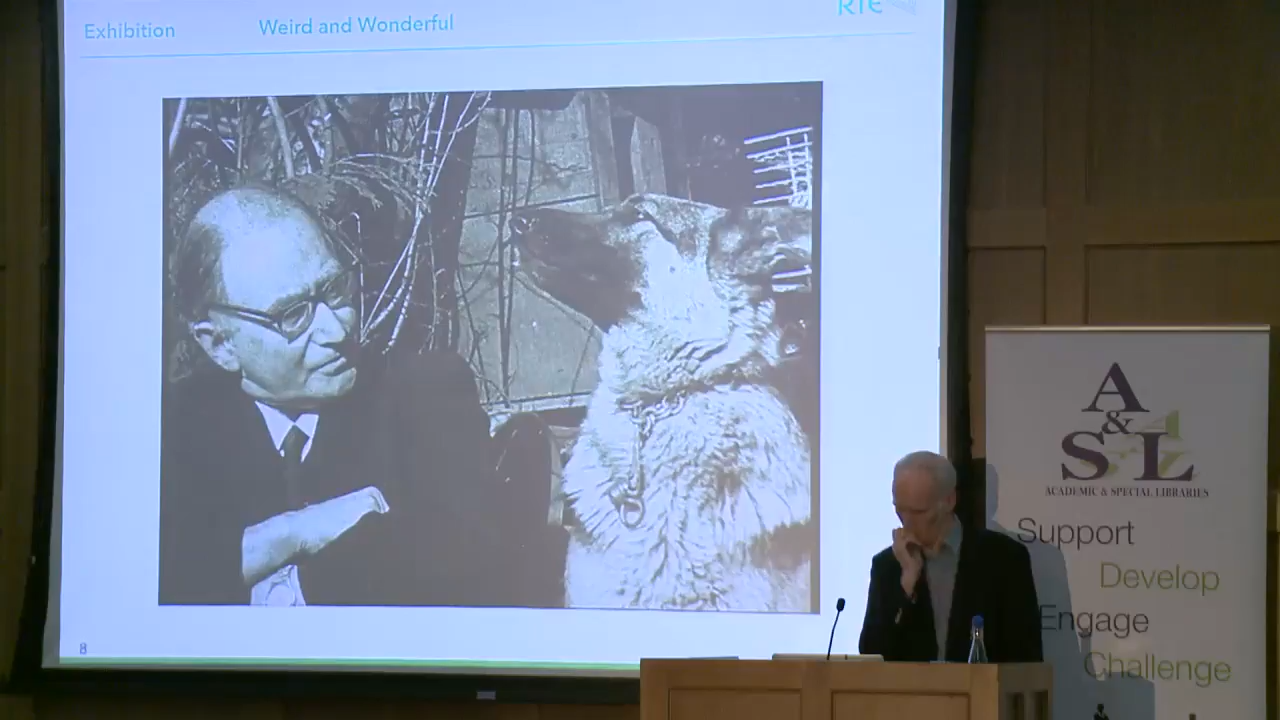 Exhibition
Weird and Wonderful
RTÉ
8
A
&
S L
ACADEMIC & SPECIAL LIBRARIES
Support
Develop
Engage
Challenge